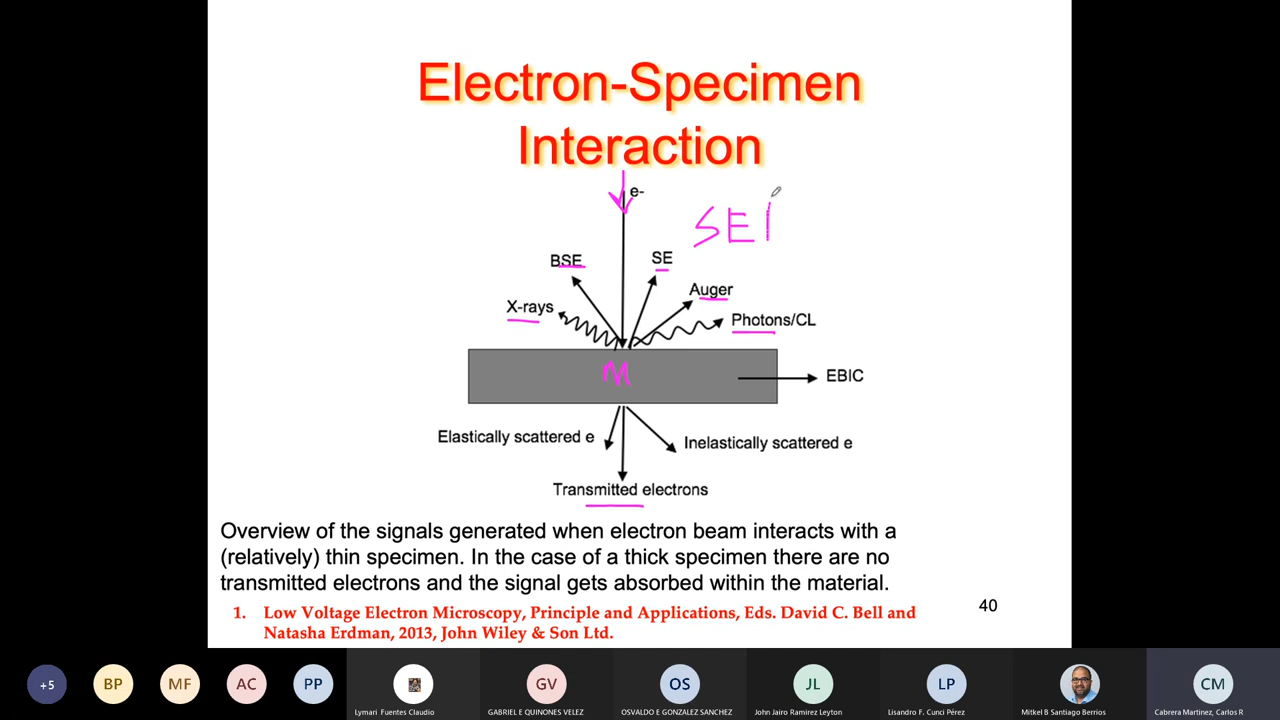 Electron-Specimen
Interaction
e-
SEI
BSE
SE
Auger
X-rays
Photons/CL
M
EBIC
Elastically scattered e
Inelastically scattered e
Transmitted electrons
Overview of the signals generated when electron beam interacts with a
(relatively) thin specimen. In the case of a thick specimen there are no
transmitted electrons and the signal gets absorbed within the material.
40
1. Low Voltage Electron Microscopy, Principle and Applications, Eds. David C. Bell and
Natasha Erdman, 2013, John Wiley & Son Ltd.
+5
BP
MF
AC
PP
GV
OS
JL
LP
CM
Lymari Fuentes Claudio
GABRIEL E QUINONES VELEZ
OSVALDO E GONZALEZ SANCHEZ
John Jairo Ramirez Leyton
Lisandro F. Cunci Pérez
Mitkel B Santiago Berrios
Cabrera Martinez, Carlos R